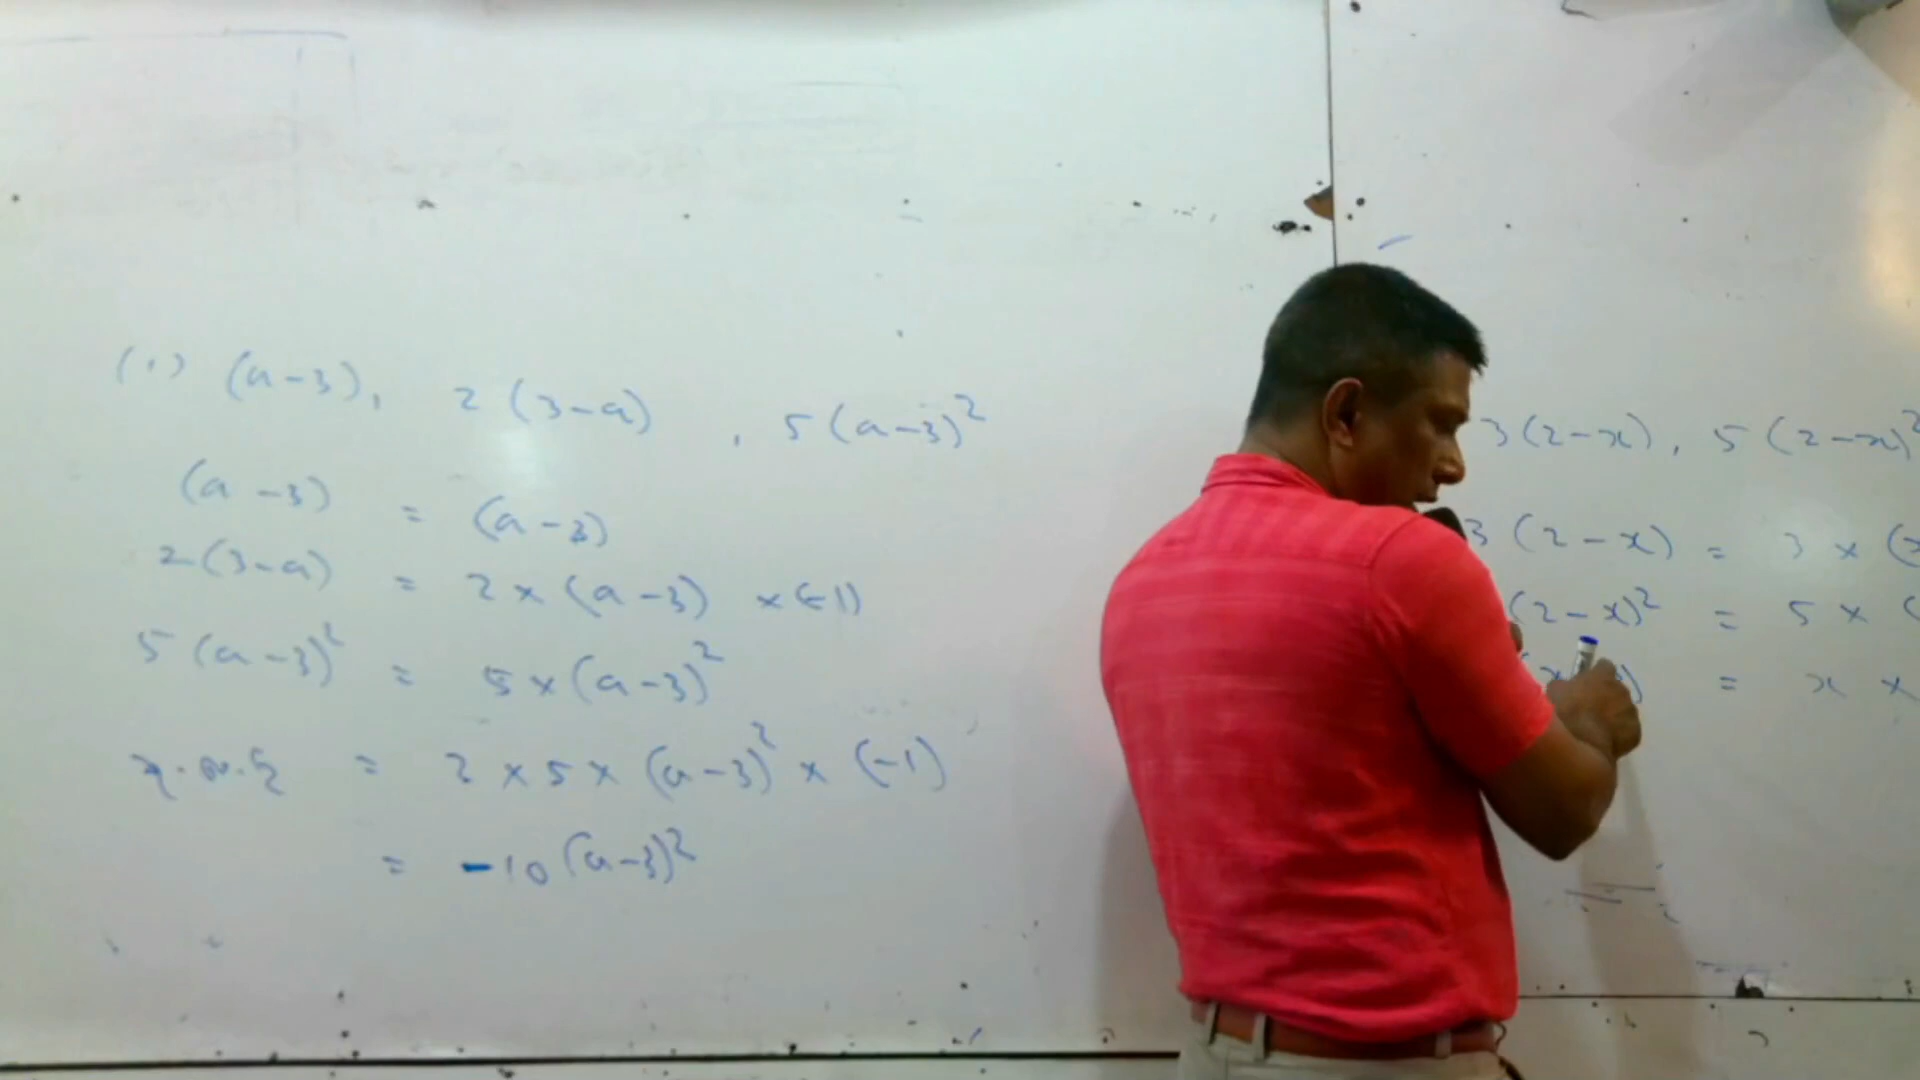 (1) (a-3), 2(3-a), 5(a-3)²
(a-3) = (a-3)
2(3-a) = 2×(a-3) ×(-1)
5(a-3)² = 5×(a-3)²
= 2×5×(a-3)²×(-1)
= -10(a-3)²
3(2-x), 5(2-x)²
3(2-x) = 3×(x
(2-x)² = 5×(
= x×